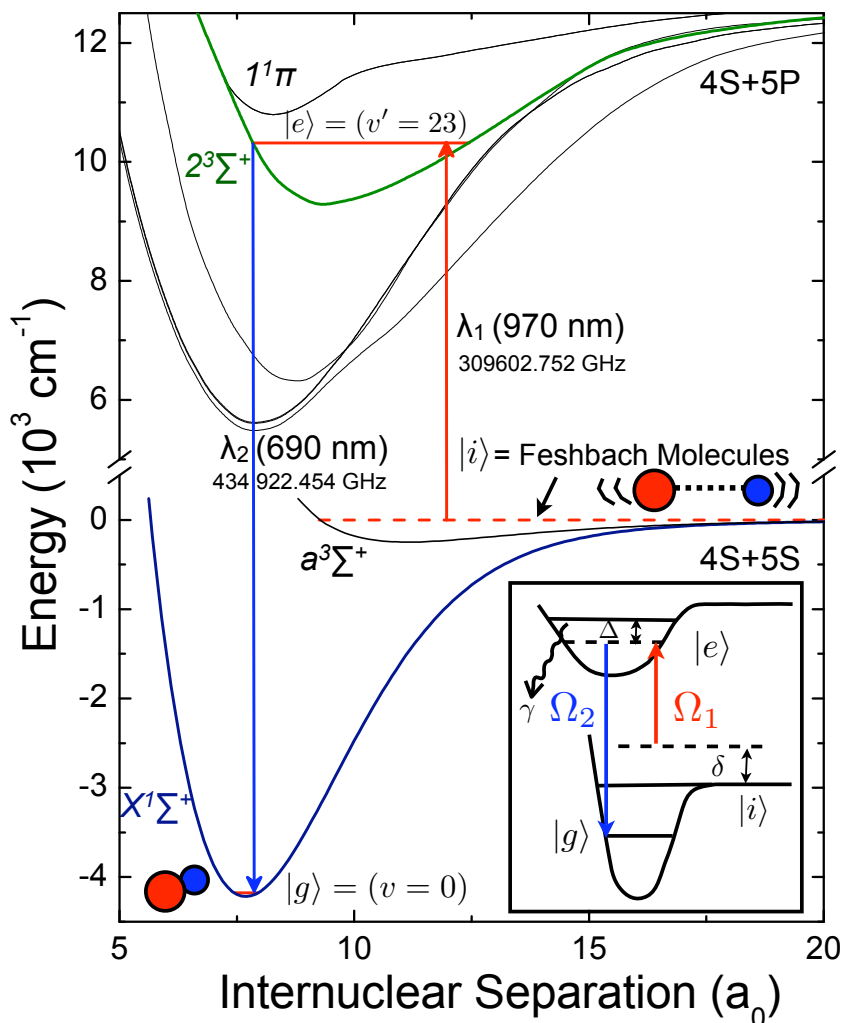 12
10
8
6
0
-1
-2
-3
-4
5
10
15
20
Energy (10³ cm⁻¹)
Internuclear Separation (a₀)
1¹π
4S+5P
|e⟩ = (v′ = 23)
2³Σ⁺
λ₁ (970 nm)
309602.752 GHz
λ₂ (690 nm)
434 922.454 GHz
|i⟩ = Feshbach Molecules
a³Σ⁺
4S+5S
X¹Σ⁺
|g⟩ = (v = 0)
Δ
|e⟩
γ
Ω₂
Ω₁
δ
|i⟩
|g⟩